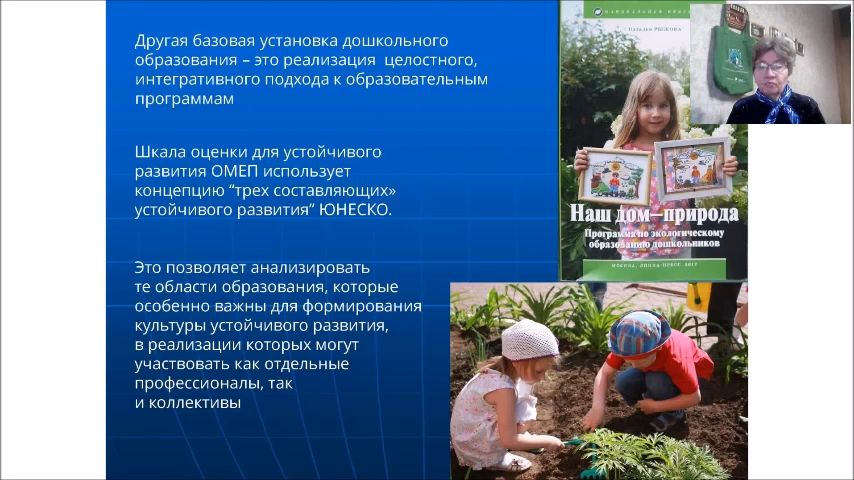 Другая базовая установка дошкольного
образования – это реализация целостного,
интегративного подхода к образовательным
программам
Шкала оценки для устойчивого
развития ОМЕП использует
концепцию “трех составляющих»
устойчивого развития” ЮНЕСКО.
Это позволяет анализировать
те области образования, которые
особенно важны для формирования
культуры устойчивого развития,
в реализации которых могут
участвовать как отдельные
профессионалы, так
и коллективы
Наталия РЫЖОВА
Наш дом—природа
Программа по экологическому
образованию дошкольников
МОСКВА, ЛИНКА-ПРЕСС, 2017